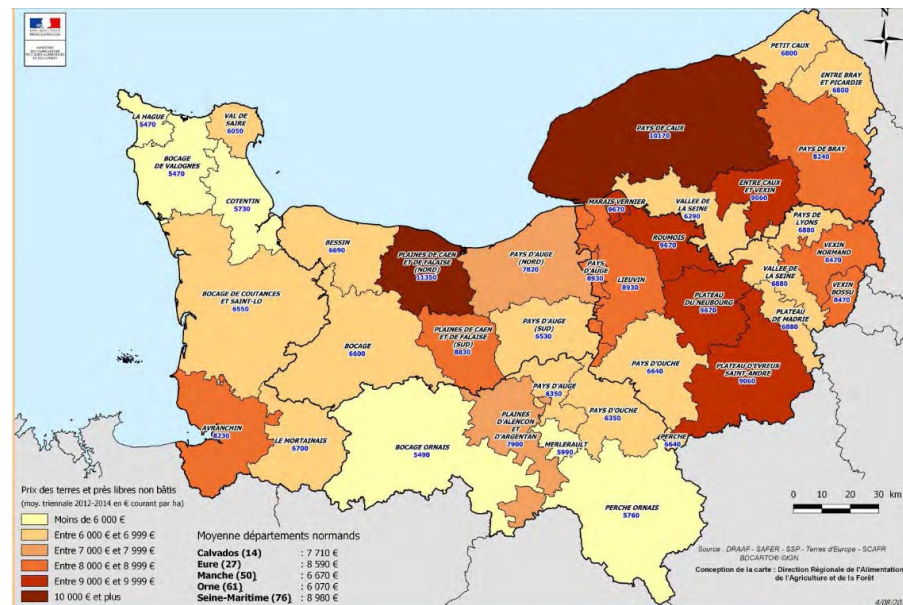 N
PETIT CAUX
6800
ENTRE BRAY
ET PICARDIE
6800
LA HAGUE
5470
VAL DE
SAIRE
6050
PAYS DE CAUX
10170
PAYS DE BRAY
8240
BOCAGE
DE VALOGNES
5470
COTENTIN
5730
ENTRE CAUX
ET VEXIN
9060
MARAIS VERNIER
9670
VALLEE DE
LA SEINE
6290
PAYS DE
LYONS
6880
ROUMOIS
9670
VEXIN
NORMAND
8470
BESSIN
6690
PLAINES DE CAEN
ET DE FALAISE
(NORD)
11350
PAYS D'AUGE
(NORD)
7820
PAYS
D'AUGE
8930
LIEUVIN
8930
VALLEE DE
LA SEINE
6880
VEXIN
BOSSU
8470
BOCAGE DE COUTANCES
ET SAINT-LO
6550
PLATEAU
DU NEUBOURG
9670
PLATEAU
DE MADRIE
6880
PLAINES DE CAEN
ET DE FALAISE
(SUD)
8830
PAYS D'AUGE
(SUD)
6530
BOCAGE
6600
PAYS D'OUCHE
6640
PLATEAU D'EVREUX
SAINT-ANDRE
9060
PAYS D'AUGE
6350
PAYS D'OUCHE
6350
AVRANCHIN
8230
LE MORTAINAIS
6700
BOCAGE ORNAIS
5490
PLAINES
D'ALENCON
ET
D'ARGENTAN
7900
MERLERAULT
5990
PERCHE
6640
PERCHE ORNAIS
5760
Prix des terres et près libres non bâtis
(moy. triennale 2012-2014 en € courant par ha)
Moins de 6 000 €
Entre 6 000 € et 6 999 €
Entre 7 000 € et 7 999 €
Entre 8 000 € et 8 999 €
Entre 9 000 € et 9 999 €
10 000 € et plus
Moyenne départements normands
Calvados (14) : 7 710 €
Eure (27) : 8 590 €
Manche (50) : 6 670 €
Orne (61) : 6 070 €
Seine-Maritime (76) : 8 980 €
0 10 20 30 km
Source : DRAAF - SAFER - SSP - Terres d'Europe - SCAFR
BDCARTO® ©IGN
Conception de la carte : Direction Régionale de l'Alimentation
de l'Agriculture et de la Forêt
4/08/20